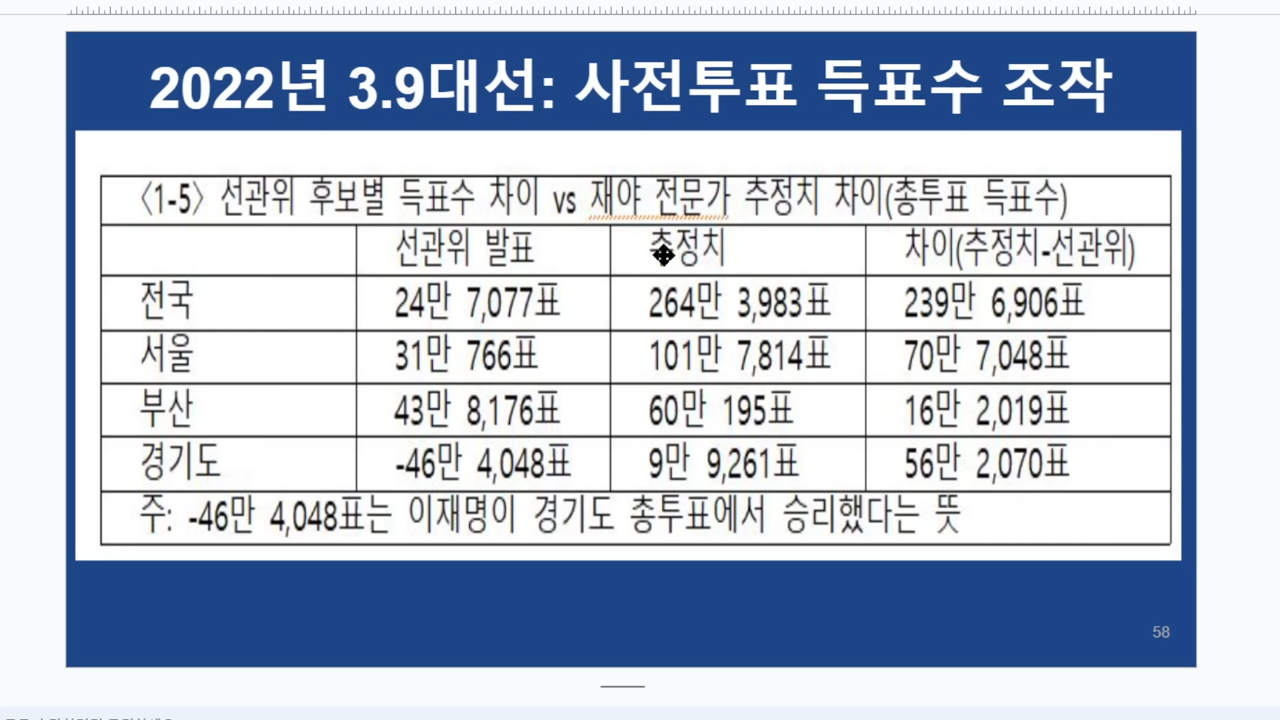 2022년 3.9대선: 사전투표 득표수 조작
〈1-5〉 선관위 후보별 득표수 차이 vs 재야 전문가 추정치 차이(총투표 득표수)
선관위 발표 추정치 차이(추정치-선관위)
전국 24만 7,077표 264만 3,983표 239만 6,906표
서울 31만 766표 101만 7,814표 70만 7,048표
부산 43만 8,176표 60만 195표 16만 2,019표
경기도 -46만 4,048표 9만 9,261표 56만 2,070표
주: -46만 4,048표는 이재명이 경기도 총투표에서 승리했다는 뜻
58